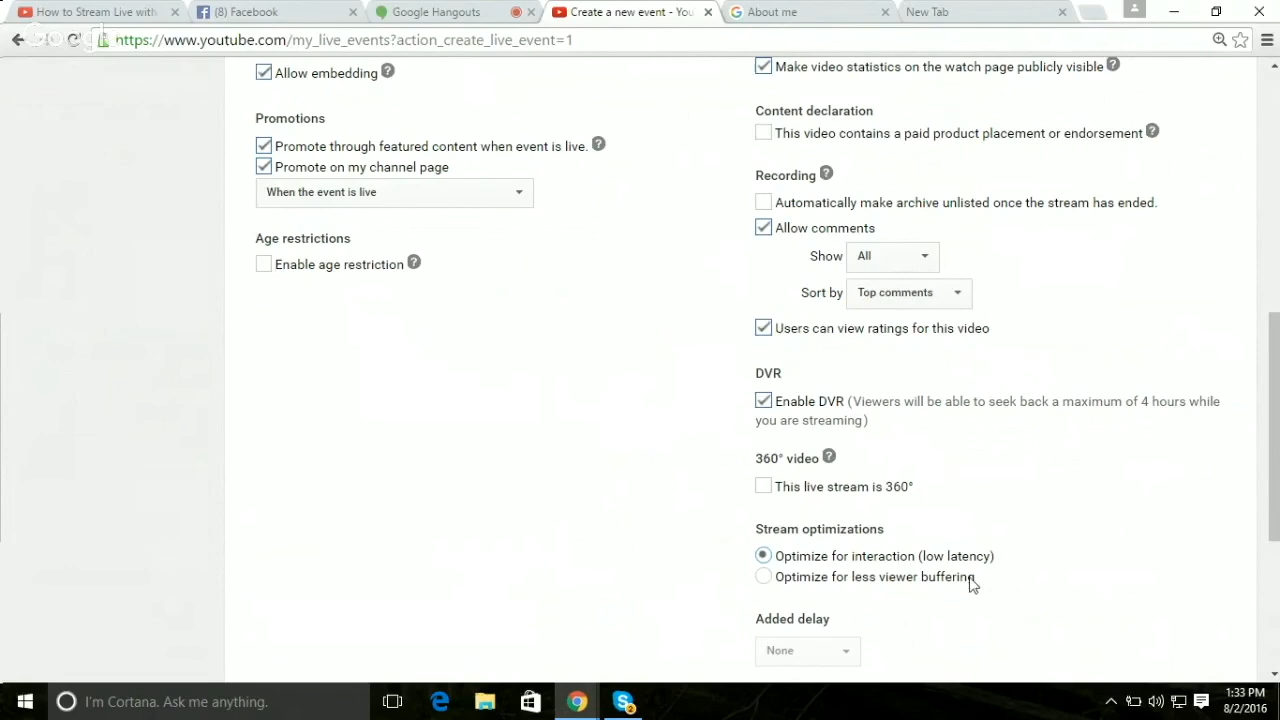 How to Stream Live with
(8) Facebook
Google Hangouts
Create a new event - You
About me
New Tab
https://www.youtube.com/my_live_events?action_create_live_event=1
Allow embedding ?
Promotions
Promote through featured content when event is live. ?
Promote on my channel page
When the event is live
Age restrictions
Enable age restriction ?
Make video statistics on the watch page publicly visible ?
Content declaration
This video contains a paid product placement or endorsement ?
Recording ?
Automatically make archive unlisted once the stream has ended.
Allow comments
Show All
Sort by Top comments
Users can view ratings for this video
DVR
Enable DVR (Viewers will be able to seek back a maximum of 4 hours while
you are streaming)
360° video ?
This live stream is 360°
Stream optimizations
Optimize for interaction (low latency)
Optimize for less viewer buffering
Added delay
None
I'm Cortana. Ask me anything.
1:33 PM
8/2/2016